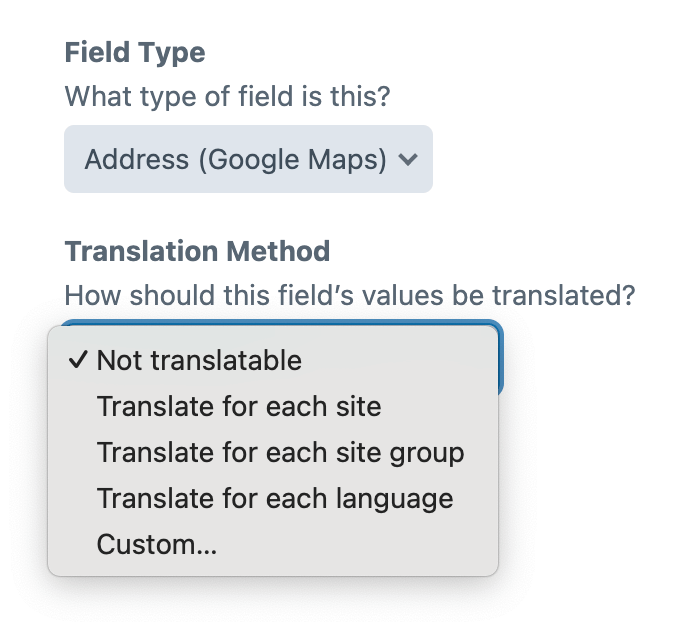 Field Type
What type of field is this?
Address (Google Maps)
Translation Method
How should this field’s values be translated?
✓ Not translatable
Translate for each site
Translate for each site group
Translate for each language
Custom...